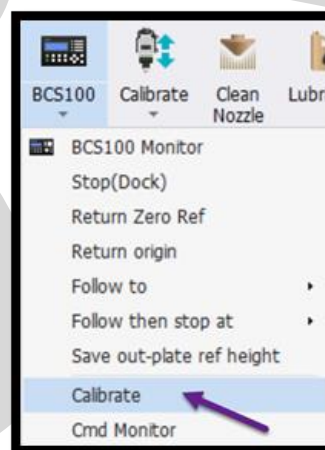 BCS100 Calibrate Clean Nozzle
BCS100 Monitor
Stop(Dock)
Return Zero Ref
Return origin
Follow to
Follow then stop at
Save out-plate ref height
Calibrate
Cmd Monitor